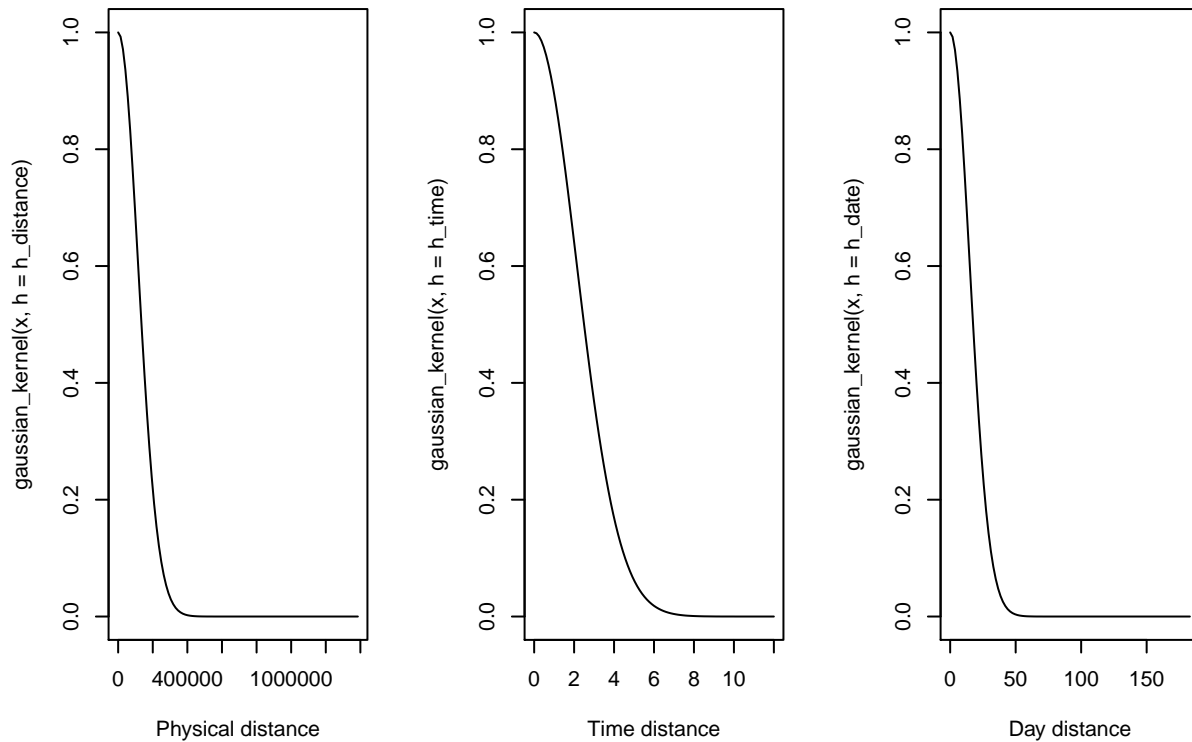 gaussian_kernel(x, h = h_distance)
1.0
0.8
0.6
0.4
0.2
0.0
0 400000 1000000
Physical distance
gaussian_kernel(x, h = h_time)
1.0
0.8
0.6
0.4
0.2
0.0
0 2 4 6 8 10
Time distance
gaussian_kernel(x, h = h_date)
1.0
0.8
0.6
0.4
0.2
0.0
0 50 100 150
Day distance